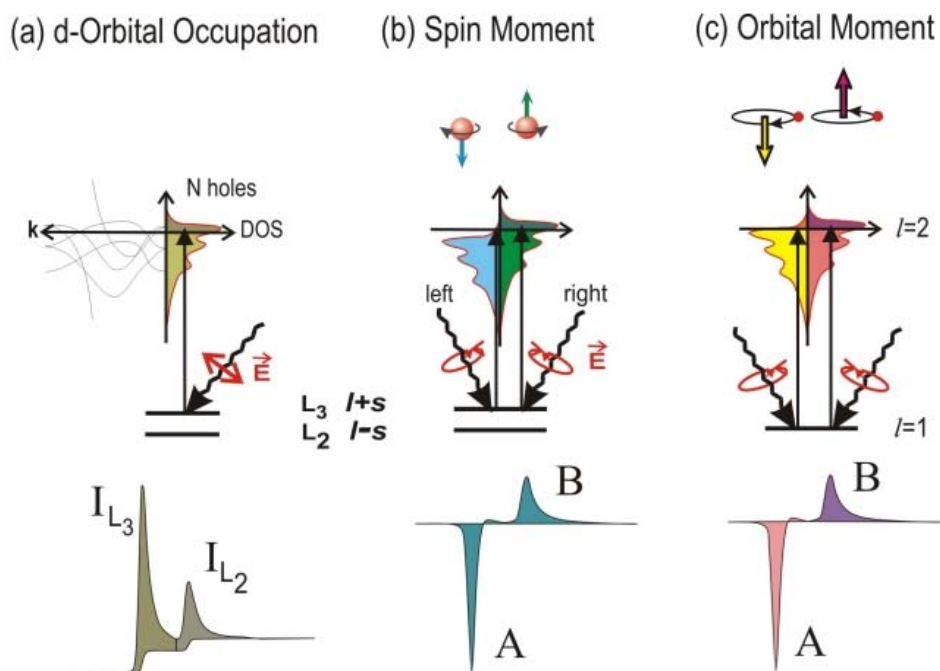 (a) d-Orbital Occupation
(b) Spin Moment
(c) Orbital Moment
N holes
k
DOS
l=2
left
right
E
E
L3 l+s
L2 l-s
l=1
IL3
IL2
B
A
B
A